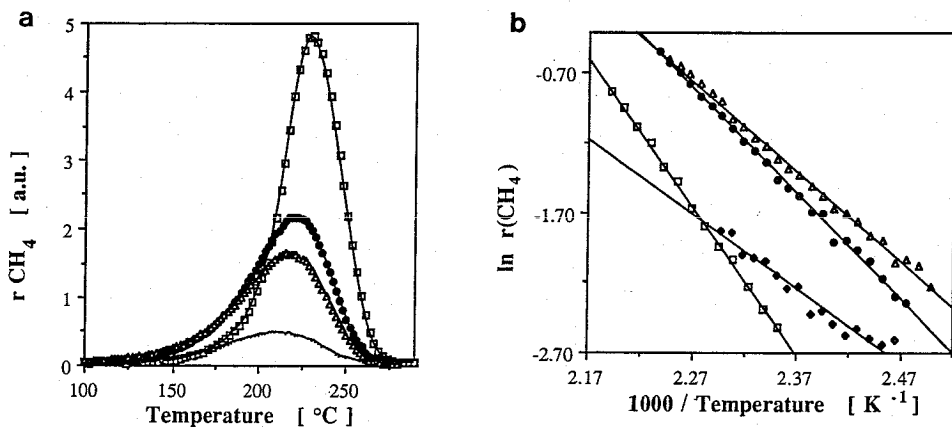 a
5
4
3
2
1
0
r CH4 [ a.u. ]
100 150 200 250
Temperature [ °C ]
b
-0.70
-1.70
-2.70
ln r(CH4)
2.17 2.27 2.37 2.47
1000 / Temperature [ K -1 ]